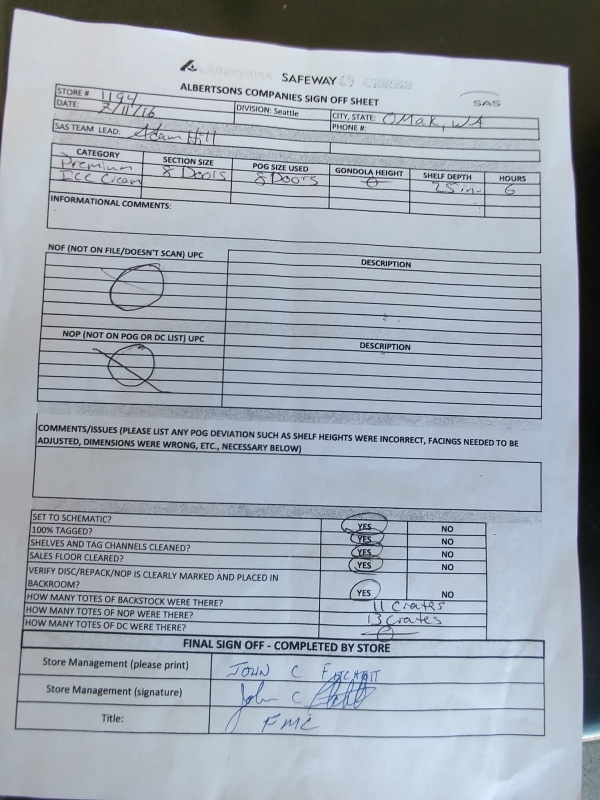 Albertsons SAFEWAY
ALBERTSONS COMPANIES SIGN OFF SHEET
SAS
STORE # 1194
DATE: 2/11/16 DIVISION: Seattle CITY, STATE: OMak, WA
PHONE #:
SAS TEAM LEAD: Adam Hill
CATEGORY SECTION SIZE POG SIZE USED GONDOLA HEIGHT SHELF DEPTH HOURS
Premium Ice Cream 8 Doors 8 Doors 0 25 in 6
INFORMATIONAL COMMENTS:
NOF (NOT ON FILE/DOESN'T SCAN) UPC DESCRIPTION
NOP (NOT ON POG OR DC LIST) UPC DESCRIPTION
COMMENTS/ISSUES (PLEASE LIST ANY POG DEVIATION SUCH AS SHELF HEIGHTS WERE INCORRECT, FACINGS NEEDED TO BE
ADJUSTED, DIMENSIONS WERE WRONG, ETC., NECESSARY BELOW)
SET TO SCHEMATIC? YES NO
100% TAGGED? YES NO
SHELVES AND TAG CHANNELS CLEANED? YES NO
SALES FLOOR CLEARED? YES NO
VERIFY DISC/REPACK/NOP IS CLEARLY MARKED AND PLACED IN
BACKROOM? YES NO
HOW MANY TOTES OF BACKSTOCK WERE THERE? 11 crates
HOW MANY TOTES OF NOP WERE THERE? 13 crates
HOW MANY TOTES OF DC WERE THERE? 0
FINAL SIGN OFF - COMPLETED BY STORE
Store Management (please print) JOHN C
Store Management (signature) John C
Title: FMC